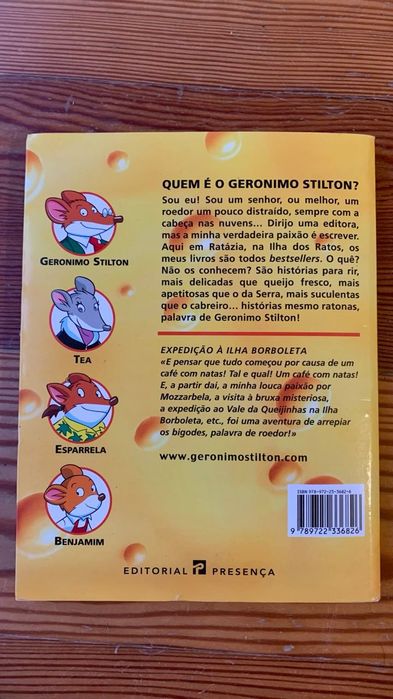 QUEM É O GERONIMO STILTON?
Sou eu! Sou um senhor, ou melhor, um
roedor um pouco distraído, sempre com a
cabeça nas nuvens... Dirijo uma editora,
mas a minha verdadeira paixão é escrever.
Aqui em Ratázia, na Ilha dos Ratos, os
meus livros são todos bestsellers. O quê?
Não os conhecem? São histórias para rir,
mais delicadas que queijo fresco, mais
apetitosas que o da Serra, mais suculentas
que o cabreiro... histórias mesmo ratonas,
palavra de Geronimo Stilton!
EXPEDIÇÃO À ILHA BORBOLETA
«E pensar que tudo começou por causa de um
café com natas! Tal e qual! Um café com natas!
E, a partir daí, a minha louca paixão por
Mozzarbela, a visita à bruxa misteriosa,
a expedição ao Vale da Queijinhas na Ilha
Borboleta, etc., foi uma aventura de arrepiar
os bigodes, palavra de roedor!»
www.geronimostilton.com
GERONIMO STILTON
TEA
ESPARRELA
BENJAMIM
ISBN 978-972-23-3682-6
9 789722 336826
EDITORIAL P PRESENÇA